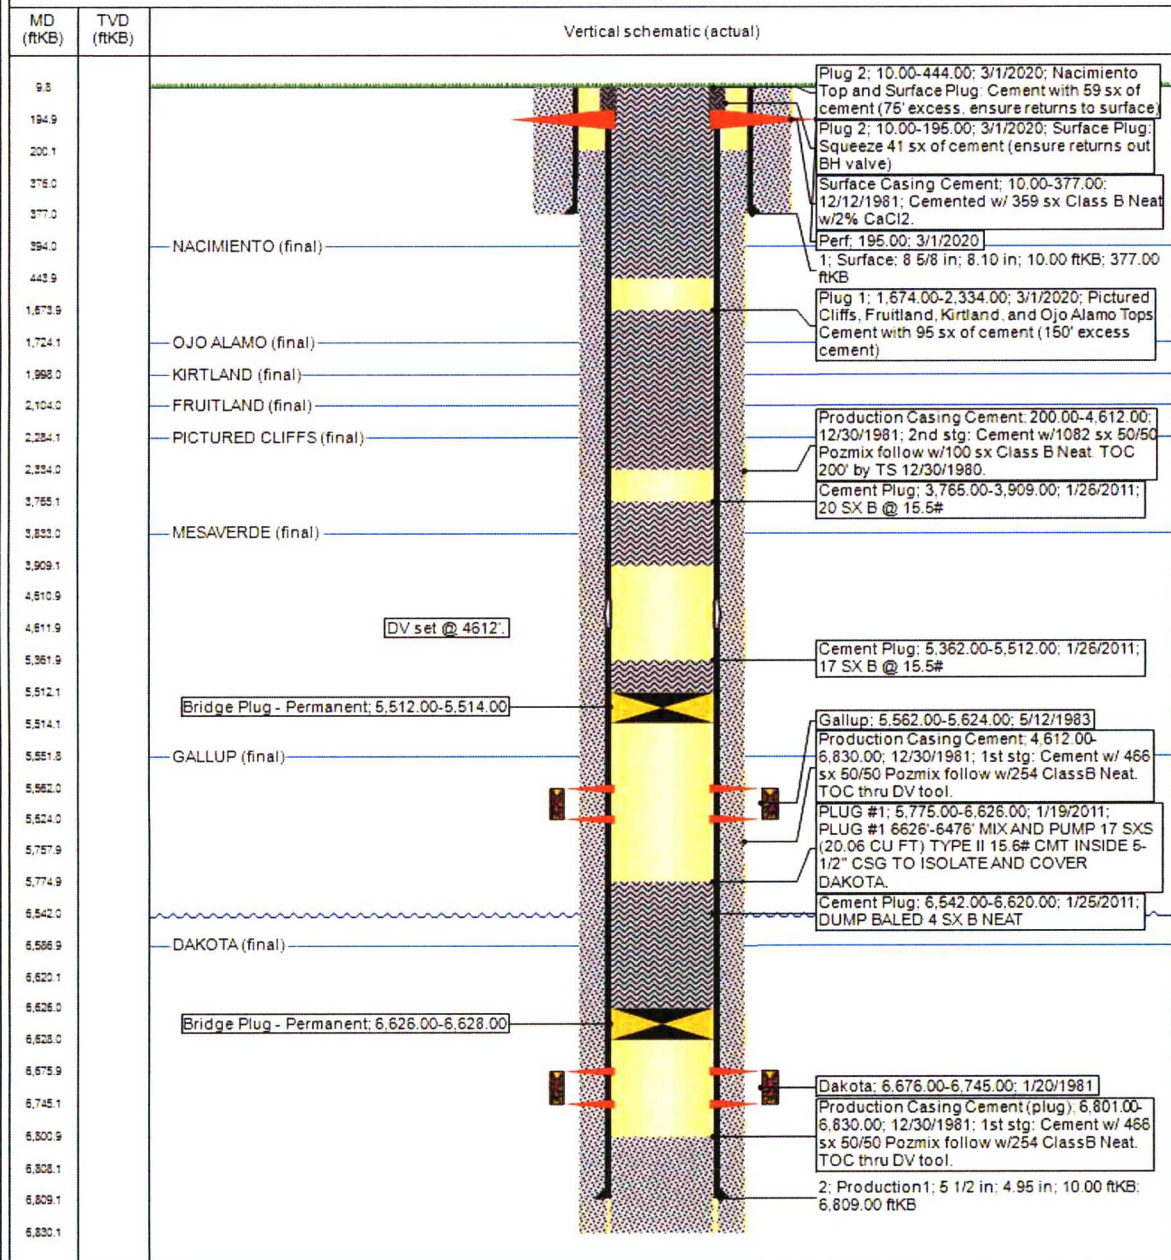 MD
(ftKB)
TVD
(ftKB)
Vertical schematic (actual)
9.8
194.9
200.1
376.0
377.0
394.0
443.9
1,673.9
1,724.1
1,998.0
2,104.0
2,284.1
2,334.0
3,765.1
3,833.0
3,909.1
4,610.9
4,611.9
5,361.9
5,512.1
5,514.1
5,551.8
5,562.0
5,624.0
5,757.9
5,774.9
6,542.0
6,586.9
6,620.1
6,626.0
6,628.0
6,675.9
6,745.1
6,800.9
6,808.1
6,809.1
6,830.1
NACIMIENTO (final)
OJO ALAMO (final)
KIRTLAND (final)
FRUITLAND (final)
PICTURED CLIFFS (final)
MESAVERDE (final)
DV set @ 4612'.
Bridge Plug - Permanent; 5,512.00-5,514.00
GALLUP (final)
DAKOTA (final)
Bridge Plug - Permanent; 6,626.00-6,628.00
Plug 2; 10.00-444.00; 3/1/2020; Nacimiento
Top and Surface Plug: Cement with 59 sx of
cement (75' excess, ensure returns to surface)
Plug 2; 10.00-195.00; 3/1/2020; Surface Plug:
Squeeze 41 sx of cement (ensure returns out
BH valve)
Surface Casing Cement; 10.00-377.00;
12/12/1981; Cemented w/ 359 sx Class B Neat
w/2% CaCl2.
Perf; 195.00; 3/1/2020
1; Surface; 8 5/8 in; 8.10 in; 10.00 ftKB; 377.00
ftKB
Plug 1; 1,674.00-2,334.00; 3/1/2020; Pictured
Cliffs, Fruitland, Kirtland, and Ojo Alamo Tops
Cement with 95 sx of cement (150' excess
cement)
Production Casing Cement; 200.00-4,612.00;
12/30/1981; 2nd stg: Cement w/1082 sx 50/50
Pozmix follow w/100 sx Class B Neat. TOC
200' by TS 12/30/1980.
Cement Plug; 3,765.00-3,909.00; 1/26/2011;
20 SX B @ 15.5#
Cement Plug; 5,362.00-5,512.00; 1/26/2011;
17 SX B @ 15.5#
Gallup; 5,562.00-5,624.00; 5/12/1983
Production Casing Cement; 4,612.00-
6,830.00; 12/30/1981; 1st stg: Cement w/ 466
sx 50/50 Pozmix follow w/254 ClassB Neat.
TOC thru DV tool.
PLUG #1; 5,775.00-6,626.00; 1/19/2011;
PLUG #1 6626'-6476' MIX AND PUMP 17 SXS
(20.06 CU FT) TYPE II 15.6# CMT INSIDE 5-
1/2" CSG TO ISOLATE AND COVER
DAKOTA.
Cement Plug; 6,542.00-6,620.00; 1/25/2011;
DUMP BALED 4 SX B NEAT
Dakota; 6,676.00-6,745.00; 1/20/1981
Production Casing Cement (plug); 6,801.00-
6,830.00; 12/30/1981; 1st stg: Cement w/ 466
sx 50/50 Pozmix follow w/254 ClassB Neat.
TOC thru DV tool.
2; Production1; 5 1/2 in; 4.95 in; 10.00 ftKB;
6,809.00 ftKB